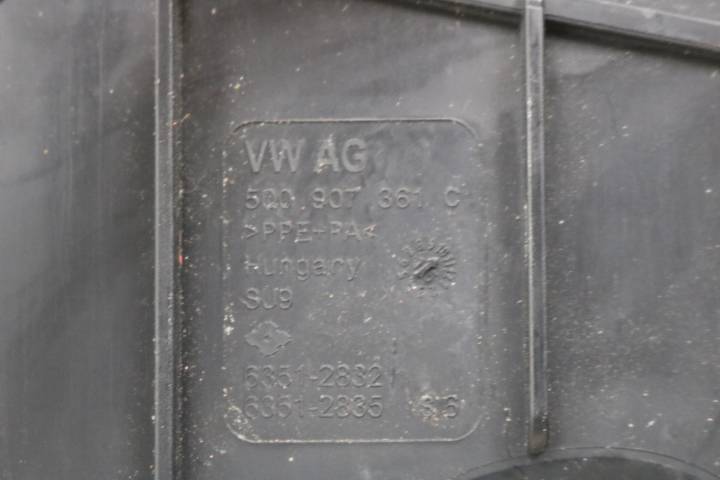 VW AG
5Q0 907 361 C
>PPE+PA<
Hungary
SJ9
6351-2832
6351-2835